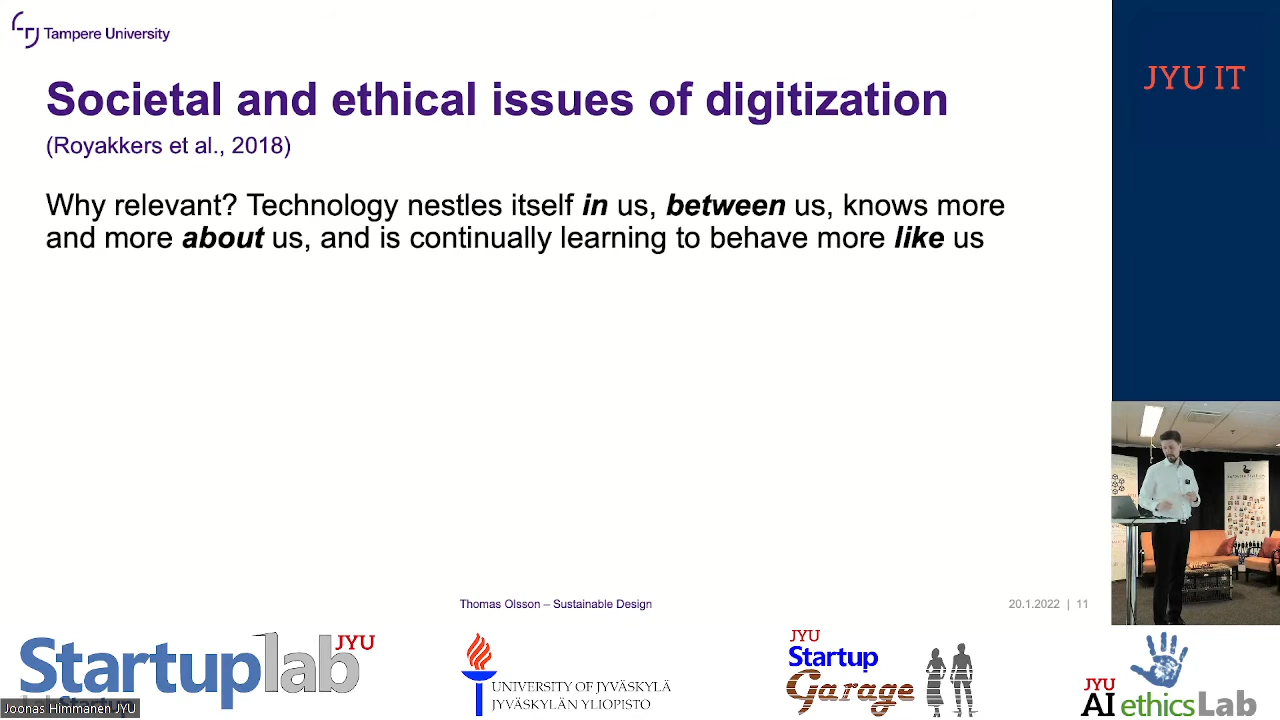 Tampere University
JYU IT
Societal and ethical issues of digitization
(Royakkers et al., 2018)
Why relevant? Technology nestles itself in us, between us, knows more
and more about us, and is continually learning to behave more like us
Thomas Olsson – Sustainable Design
20.1.2022 | 11
Startuplab JYU
UNIVERSITY OF JYVÄSKYLÄ
JYVÄSKYLÄN YLIOPISTO
JYU
Startup
Garage
JYU
AI ethicsLab
Joonas Himmanen JYU